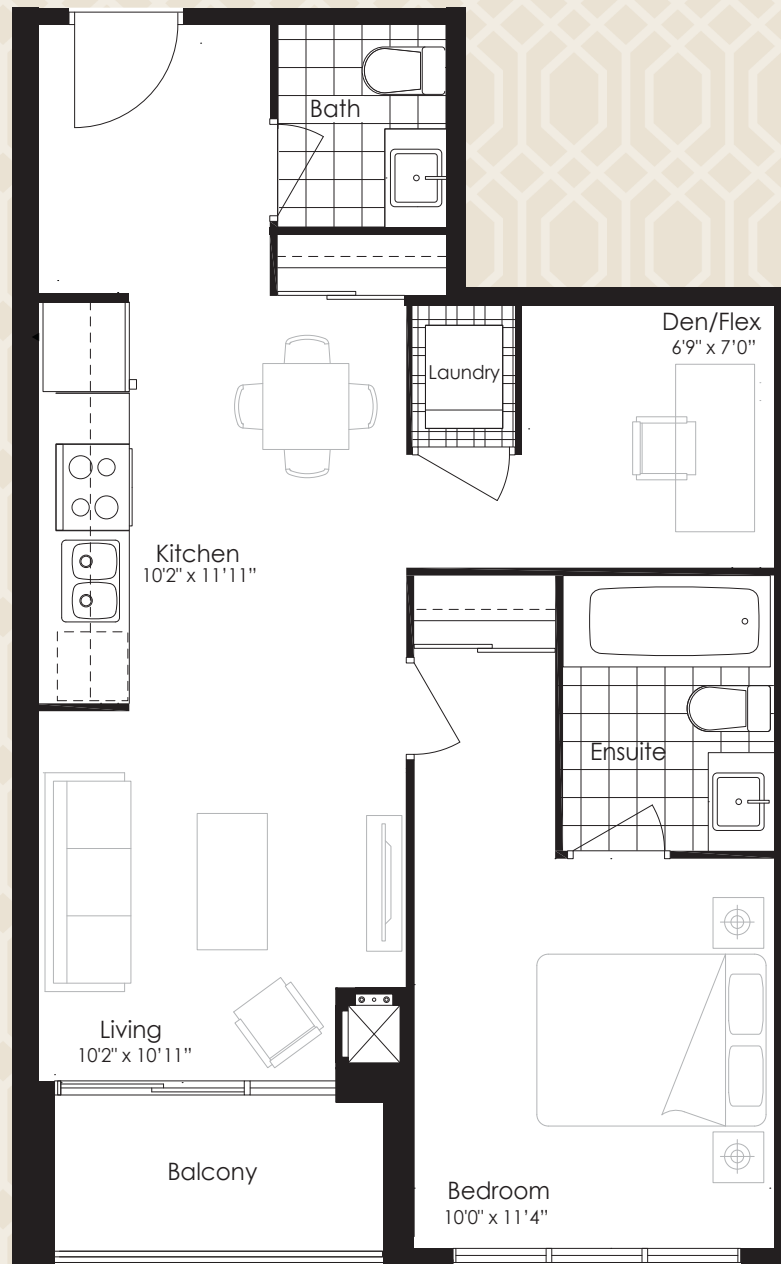 Bath
Den/Flex
6'9" x 7'0"
Laundry
Kitchen
10'2" x 11'11"
Ensuite
Living
10'2" x 10'11"
Balcony
Bedroom
10'0" x 11'4"